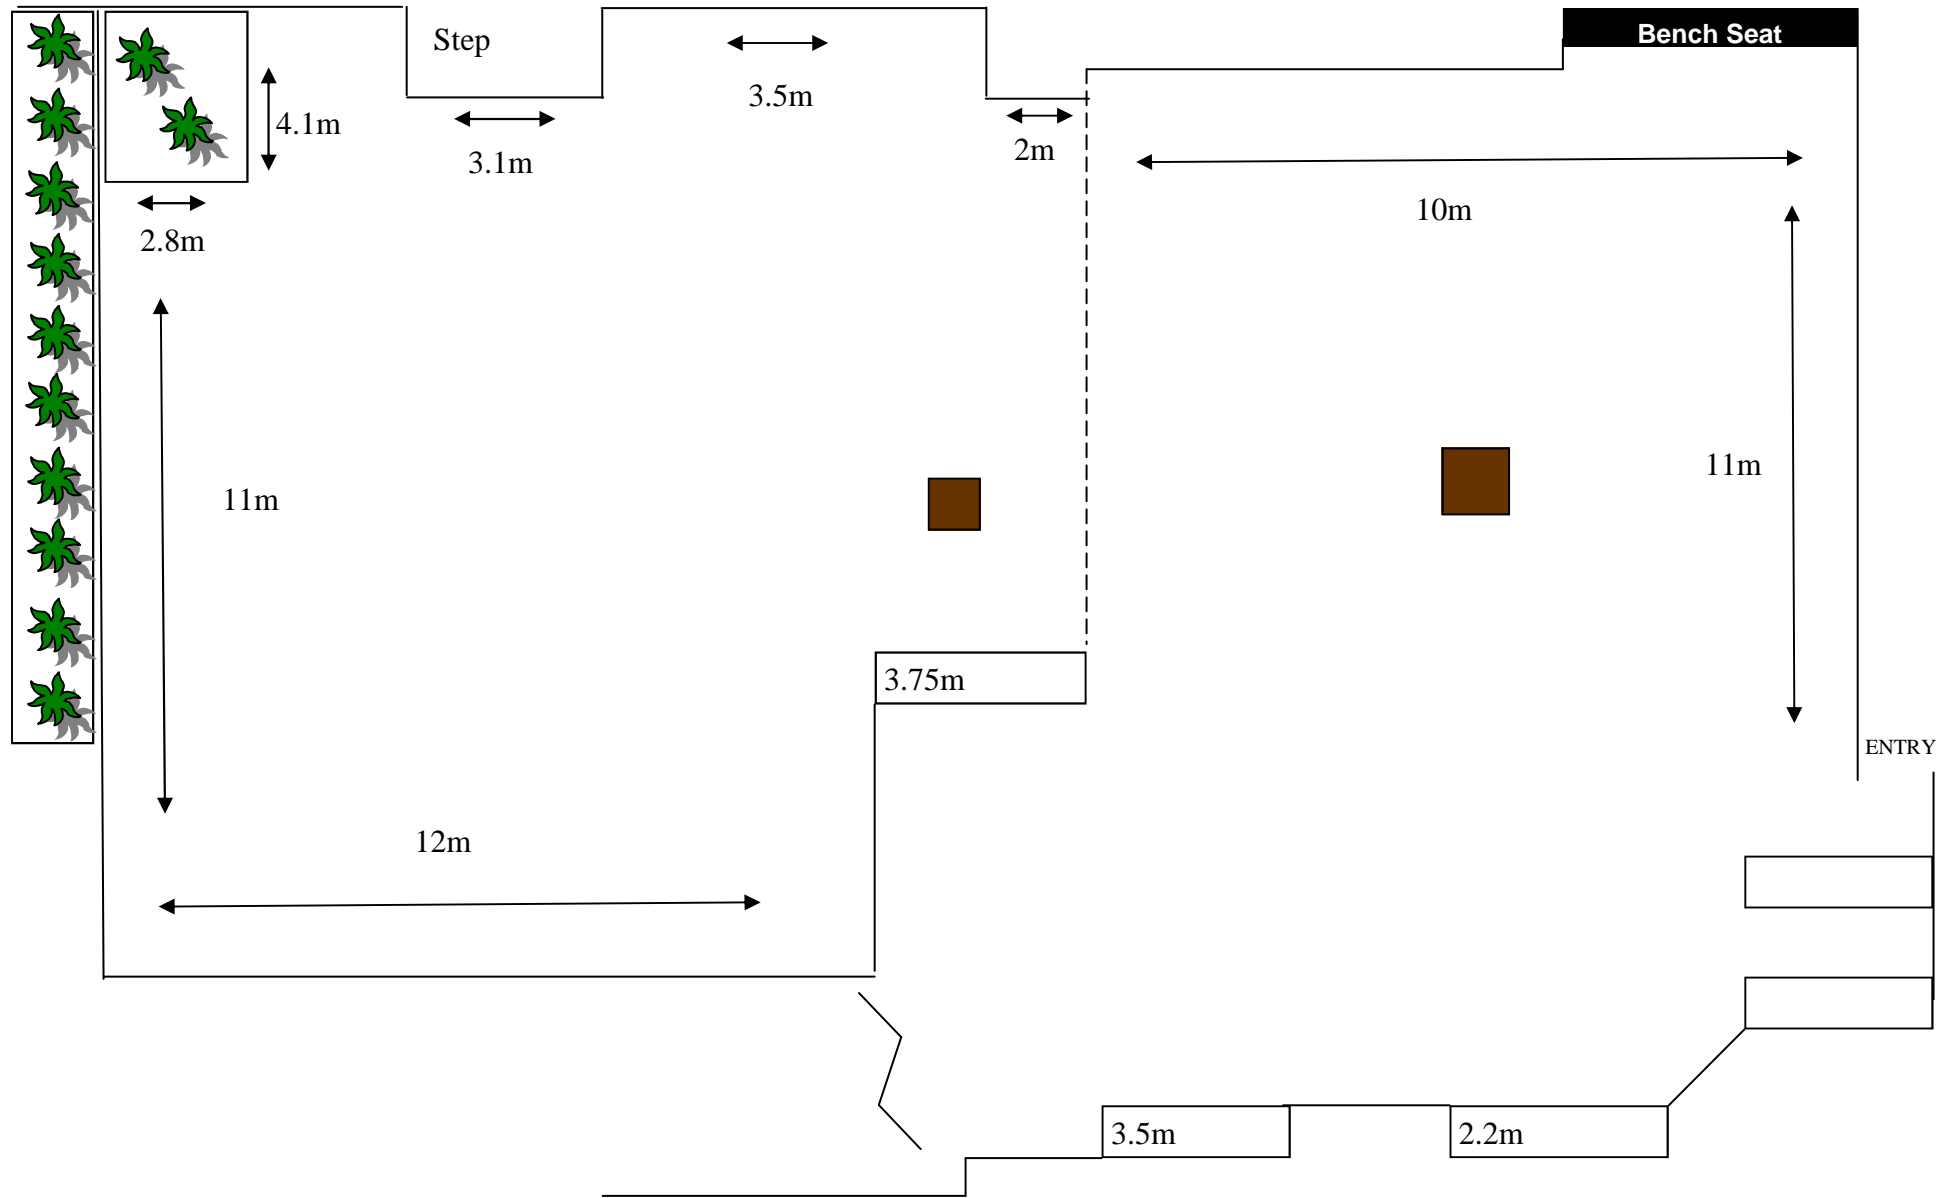 Step
Bench Seat
3.5m
4.1m
3.1m
2m
10m
2.8m
11m
11m
3.75m
ENTRY
12m
3.5m
2.2m